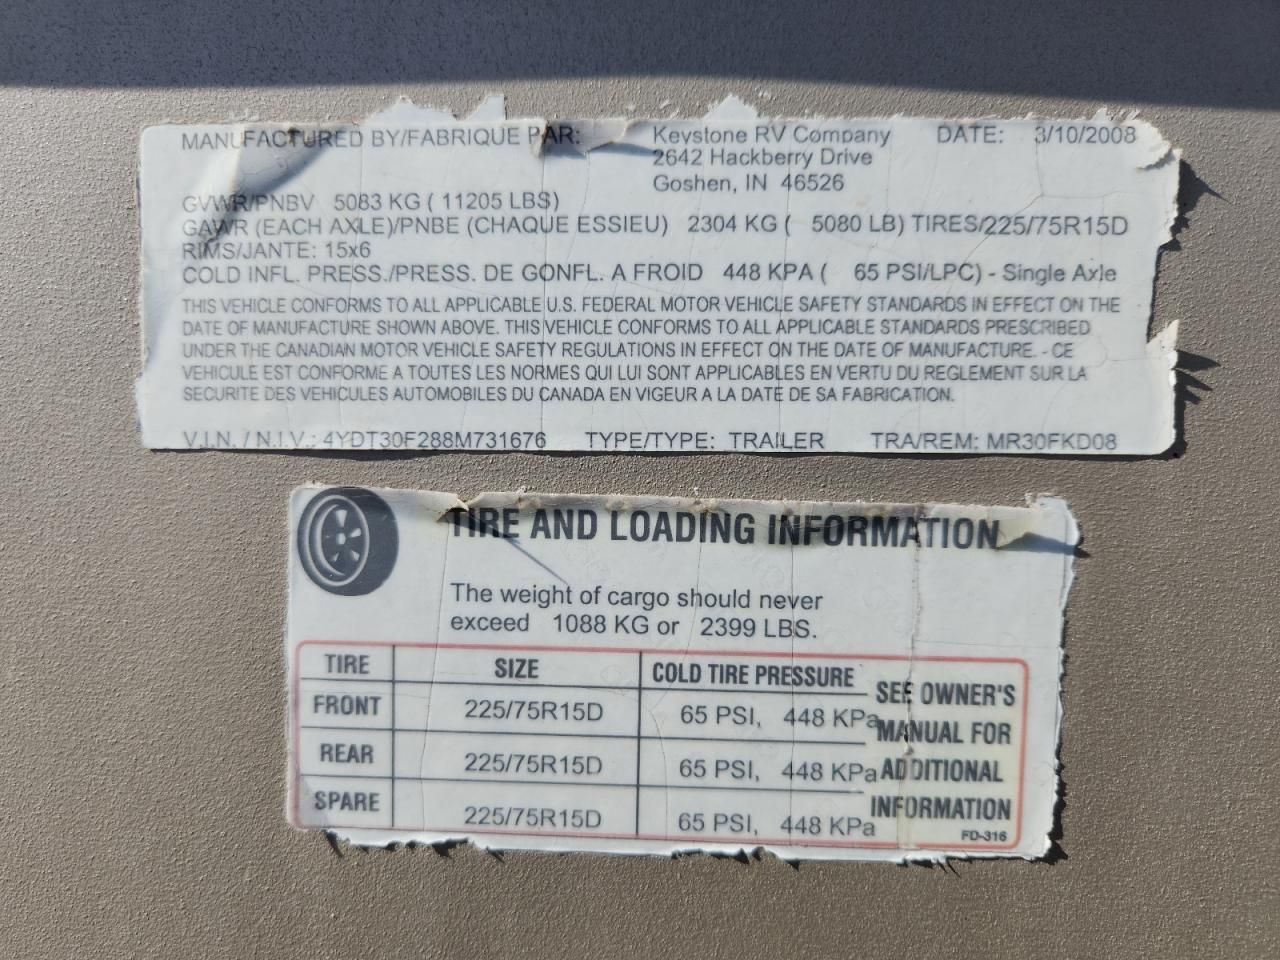 MANUFACTURED BY/FABRIQUE PAR: Keystone RV Company DATE: 3/10/2008
2642 Hackberry Drive
Goshen, IN 46526
GVWR/PNBV 5083 KG ( 11205 LBS)
GAWR (EACH AXLE)/PNBE (CHAQUE ESSIEU) 2304 KG ( 5080 LB) TIRES/225/75R15D
RIMS/JANTE: 15x6
COLD INFL. PRESS./PRESS. DE GONFL. A FROID 448 KPA ( 65 PSI/LPC) - Single Axle
THIS VEHICLE CONFORMS TO ALL APPLICABLE U.S. FEDERAL MOTOR VEHICLE SAFETY STANDARDS IN EFFECT ON THE
DATE OF MANUFACTURE SHOWN ABOVE. THIS VEHICLE CONFORMS TO ALL APPLICABLE STANDARDS PRESCRIBED
UNDER THE CANADIAN MOTOR VEHICLE SAFETY REGULATIONS IN EFFECT ON THE DATE OF MANUFACTURE. - CE
VEHICULE EST CONFORME A TOUTES LES NORMES QUI LUI SONT APPLICABLES EN VERTU DU REGLEMENT SUR LA
SECURITE DES VEHICULES AUTOMOBILES DU CANADA EN VIGEUR A LA DATE DE SA FABRICATION.
V.I.N. / N.I.V.: 4YDT30F288M731676 TYPE/TYPE: TRAILER TRA/REM: MR30FKD08
TIRE AND LOADING INFORMATION
The weight of cargo should never
exceed 1088 KG or 2399 LBS.
TIRE SIZE COLD TIRE PRESSURE
FRONT 225/75R15D 65 PSI, 448 KPa
REAR 225/75R15D 65 PSI, 448 KPa
SPARE 225/75R15D 65 PSI, 448 KPa
SEE OWNER'S
MANUAL FOR
ADDITIONAL
INFORMATION
FD-316